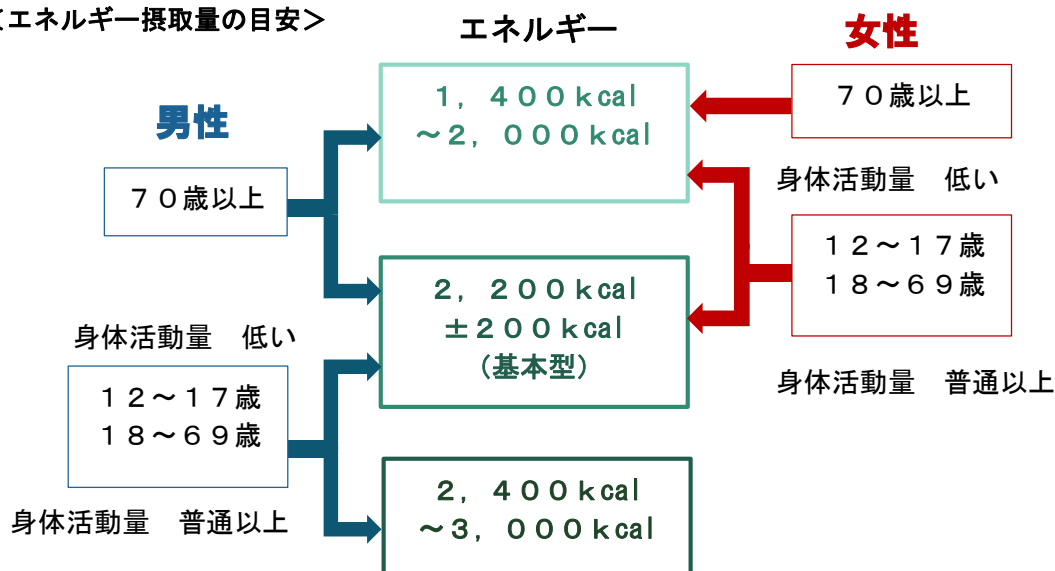 ＜エネルギー摂取量の目安＞
エネルギー
女性
男性
１，４００ｋcal
～２，０００ｋcal
７０歳以上
７０歳以上
身体活動量　低い
１２～１７歳
１８～６９歳
２，２００ｋcal
±２００ｋcal
（基本型）
身体活動量　低い
身体活動量　普通以上
１２～１７歳
１８～６９歳
２，４００ｋcal
～３，０００ｋcal
身体活動量　普通以上